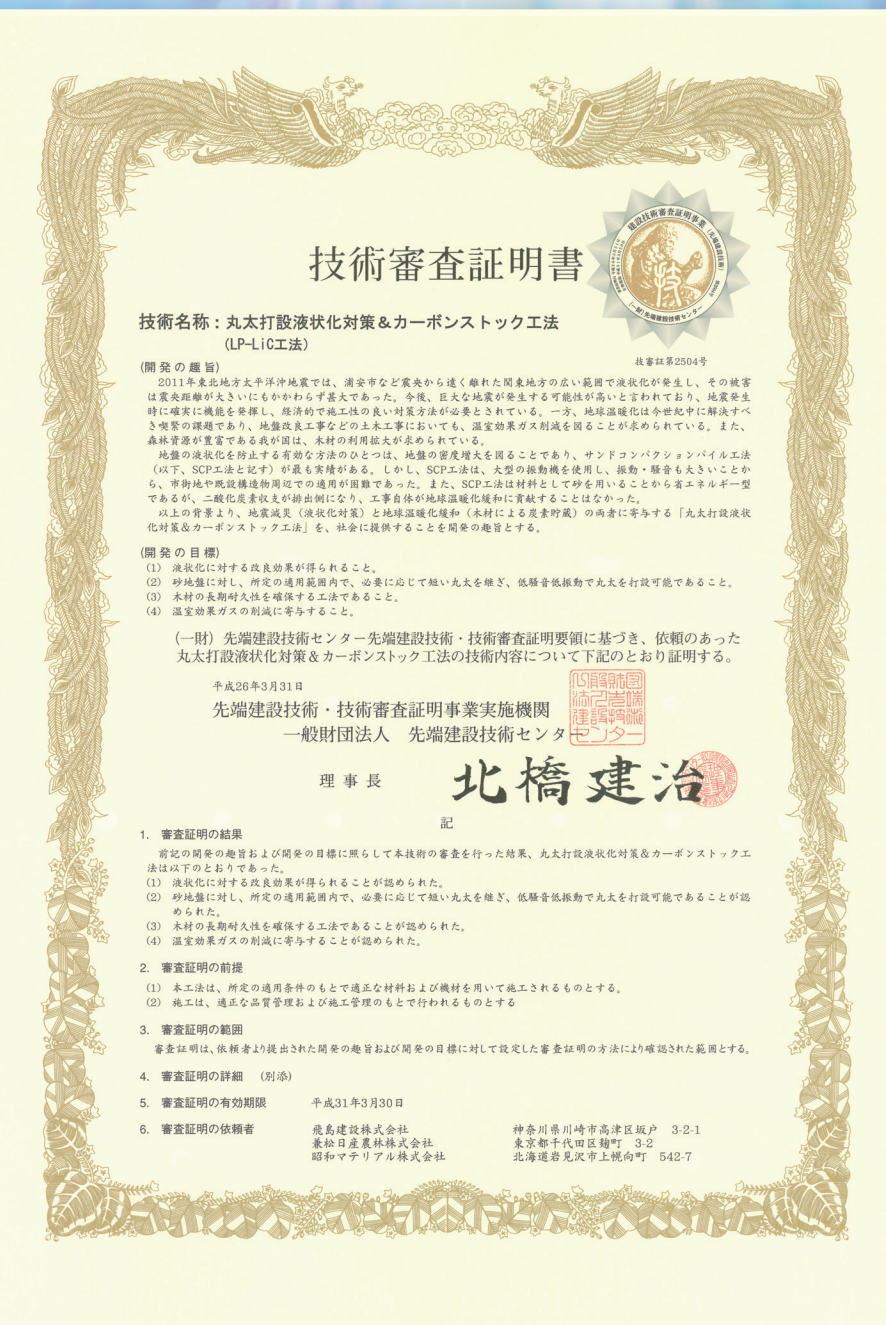 技術審査証明書
建設技術審査証明事業（先端建設技術）
(一財)先端建設技術センター
技術名称：丸太打設液状化対策＆カーボンストック工法
(LP-LiC工法)
技審証第2504号
(開発の趣旨)
2011年東北地方太平洋沖地震では、浦安市など震央から遠く離れた関東地方の広い範囲で液状化が発生し、その被害
は震央距離が大きいにもかかわらず甚大であった。今後、巨大な地震が発生する可能性が高いと言われており、地震発生
時に確実に機能を発揮し、経済的で施工性の良い対策方法が必要とされている。一方、地球温暖化は今世紀中に解決すべ
き喫緊の課題であり、地盤改良工事などの土木工事においても、温室効果ガス削減を図ることが求められている。また、
森林資源が豊富である我が国は、木材の利用拡大が求められている。
地盤の液状化を防止する有効な方法のひとつは、地盤の密度増大を図ることであり、サンドコンパクションパイル工法
（以下、SCP工法と記す）が最も実績がある。しかし、SCP工法は、大型の振動機を使用し、振動・騒音も大きいことか
ら、市街地や既設構造物周辺での適用が困難であった。また、SCP工法は材料として砂を用いることから省エネルギー型
であるが、二酸化炭素収支が排出側になり、工事自体が地球温暖化緩和に貢献することはなかった。
以上の背景より、地震減災（液状化対策）と地球温暖化緩和（木材による炭素貯蔵）の両者に寄与する「丸太打設液状
化対策＆カーボンストック工法」を、社会に提供することを開発の趣旨とする。
(開発の目標)
(1) 液状化に対する改良効果が得られること。
(2) 砂地盤に対し、所定の適用範囲内で、必要に応じて短い丸太を継ぎ、低騒音低振動で丸太を打設可能であること。
(3) 木材の長期耐久性を確保する工法であること。
(4) 温室効果ガスの削減に寄与すること。
(一財) 先端建設技術センター先端建設技術・技術審査証明要領に基づき、依頼のあった
丸太打設液状化対策＆カーボンストック工法の技術内容について下記のとおり証明する。
平成26年3月31日
先端建設技術・技術審査証明事業実施機関
一般財団法人 先端建設技術センター
理事長 北橋建治
記
1. 審査証明の結果
前記の開発の趣旨および開発の目標に照らして本技術の審査を行った結果、丸太打設液状化対策＆カーボンストック工
法は以下のとおりであった。
(1) 液状化に対する改良効果が得られることが認められた。
(2) 砂地盤に対し、所定の適用範囲内で、必要に応じて短い丸太を継ぎ、低騒音低振動で丸太を打設可能であることが認
められた。
(3) 木材の長期耐久性を確保する工法であることが認められた。
(4) 温室効果ガスの削減に寄与することが認められた。
2. 審査証明の前提
(1) 本工法は、所定の適用条件のもとで適正な材料および機材を用いて施工されるものとする。
(2) 施工は、適正な品質管理および施工管理のもとで行われるものとする
3. 審査証明の範囲
審査証明は、依頼者より提出された開発の趣旨および開発の目標に対して設定した審査証明の方法により確認された範囲とする。
4. 審査証明の詳細 (別添)
5. 審査証明の有効期限 平成31年3月30日
6. 審査証明の依頼者 飛島建設株式会社 神奈川県川崎市高津区坂戸 3-2-1
兼松日産農林株式会社 東京都千代田区麹町 3-2
昭和マテリアル株式会社 北海道岩見沢市上幌向町 542-7